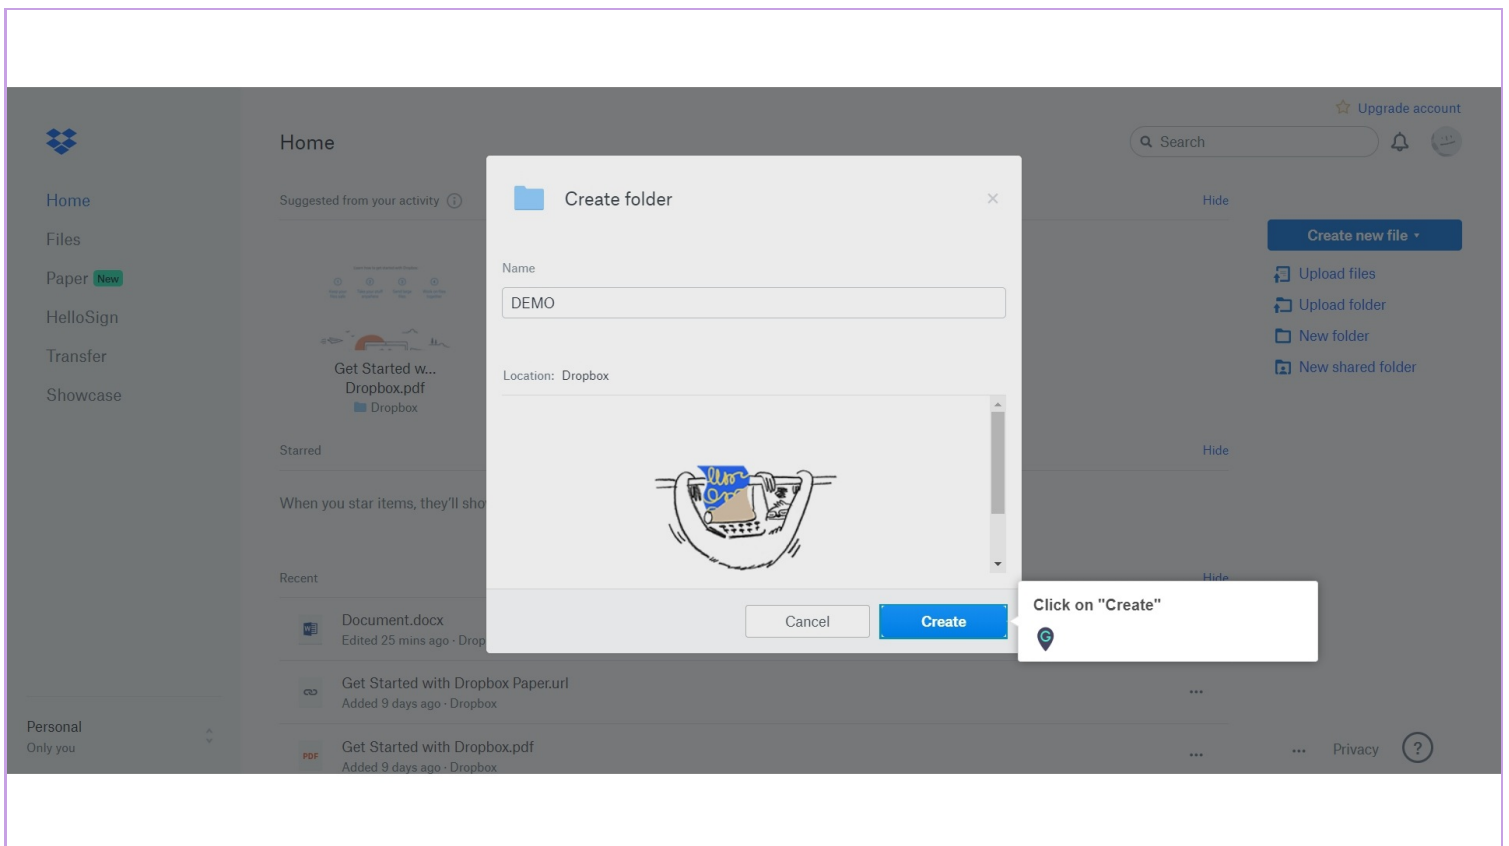 Upgrade account
Home
Search
Home
Files
Paper New
HelloSign
Transfer
Showcase
Personal
Only you
Suggested from your activity
Hide
Get Started w...
Dropbox.pdf
Dropbox
Starred
Hide
When you star items, they'll sho
Recent
Hide
Document.docx
Edited 25 mins ago · Drop
Get Started with Dropbox Paper.url
Added 9 days ago · Dropbox
PDF
Get Started with Dropbox.pdf
Added 9 days ago · Dropbox
Create folder
Name
DEMO
Location: Dropbox
Cancel
Create
Click on "Create"
Create new file
Upload files
Upload folder
New folder
New shared folder
Privacy
?